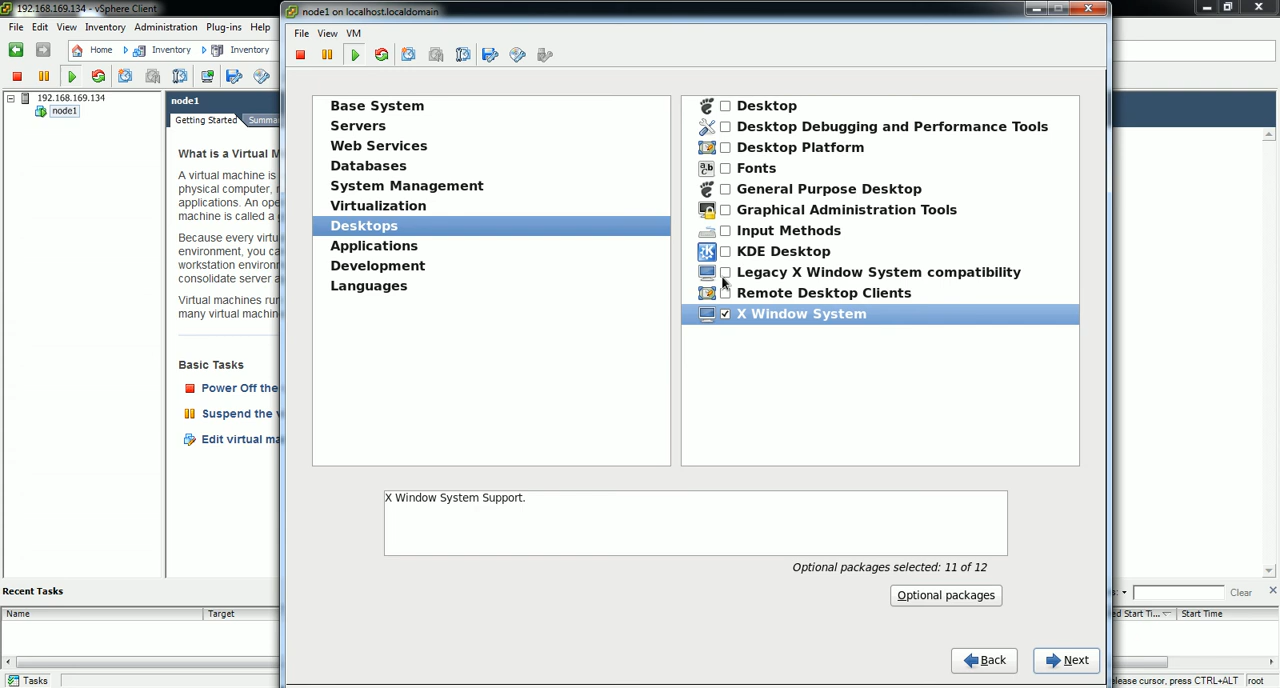 192.168.169.134 - vSphere Client
File Edit View Inventory Administration Plug-ins Help
Home Inventory Inventory
192.168.169.134
node1
node1
Getting Started Summa
What is a Virtual M
A virtual machine is
physical computer,
applications. An ope
machine is called a
Because every virtu
environment, you ca
workstation environ
consolidate server a
Virtual machines run
many virtual machin
Basic Tasks
Power Off the
Suspend the v
Edit virtual ma
node1 on localhost.localdomain
File View VM
Base System
Servers
Web Services
Databases
System Management
Virtualization
Desktops
Applications
Development
Languages
Desktop
Desktop Debugging and Performance Tools
Desktop Platform
Fonts
General Purpose Desktop
Graphical Administration Tools
Input Methods
KDE Desktop
Legacy X Window System compatibility
Remote Desktop Clients
X Window System
X Window System Support.
Optional packages selected: 11 of 12
Optional packages
Back Next
Recent Tasks
Name Target
Clear
ed Start Ti... Start Time
Tasks
elease cursor, press CTRL+ALT root